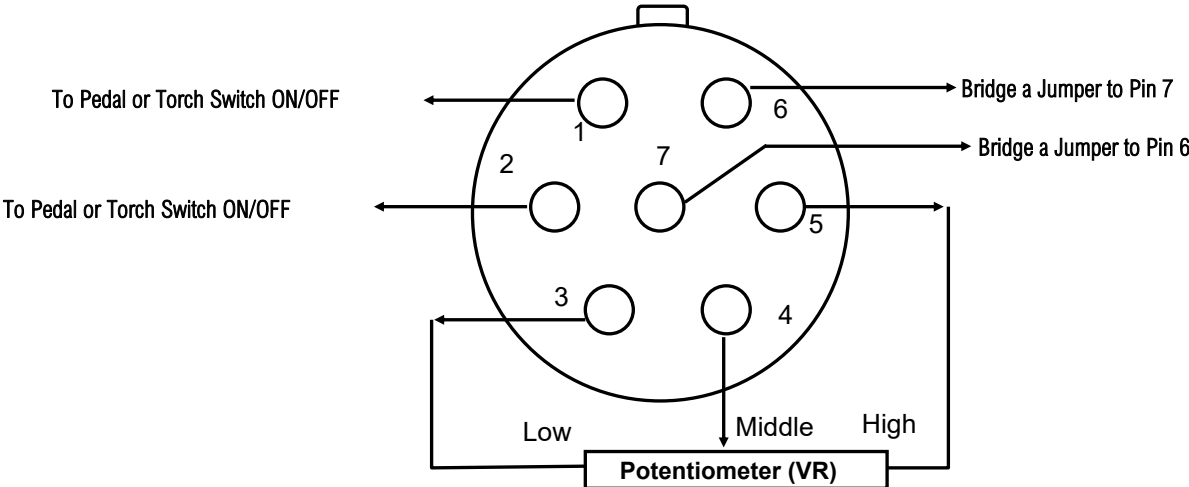 Bridge a Jumper to Pin 7
To Pedal or Torch Switch ON/OFF
6
1
Bridge a Jumper to Pin 6
7
2
To Pedal or Torch Switch ON/OFF
5
3
4
Low
Middle
High
Potentiometer (VR)